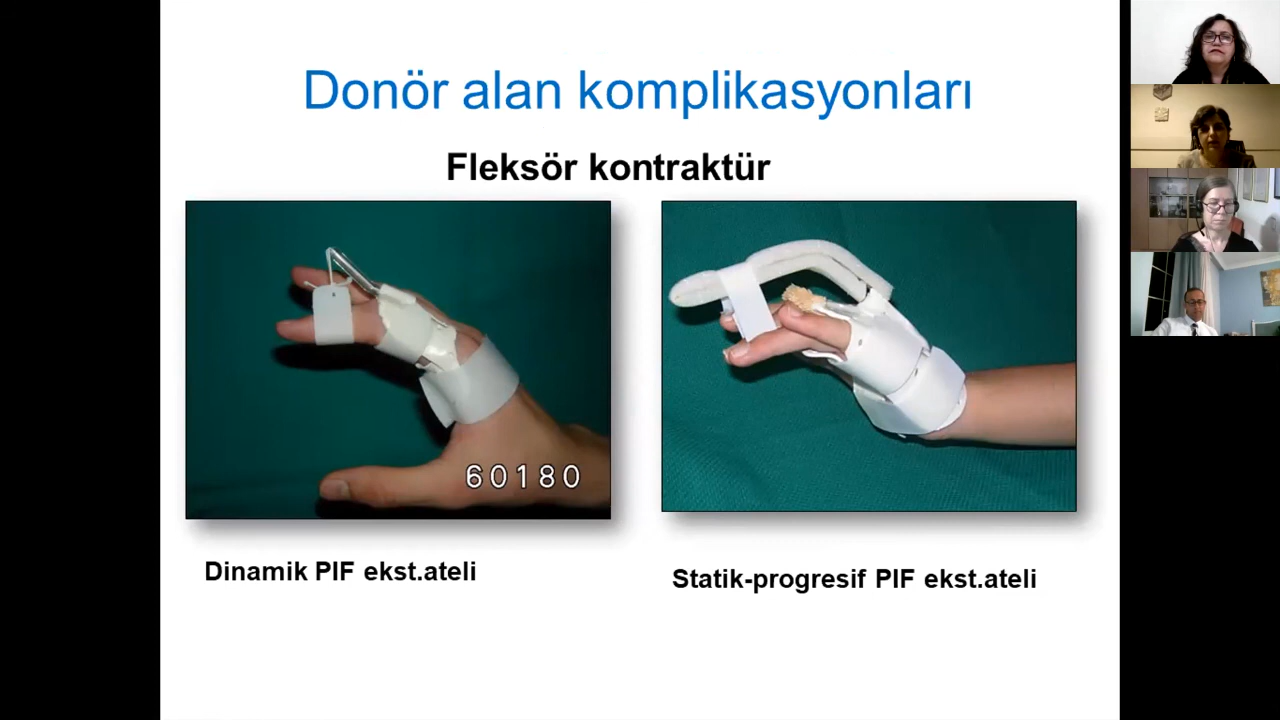 Donör alan komplikasyonları
Fleksör kontraktür
60180
Dinamik PIF ekst.ateli
Statik-progresif PIF ekst.ateli